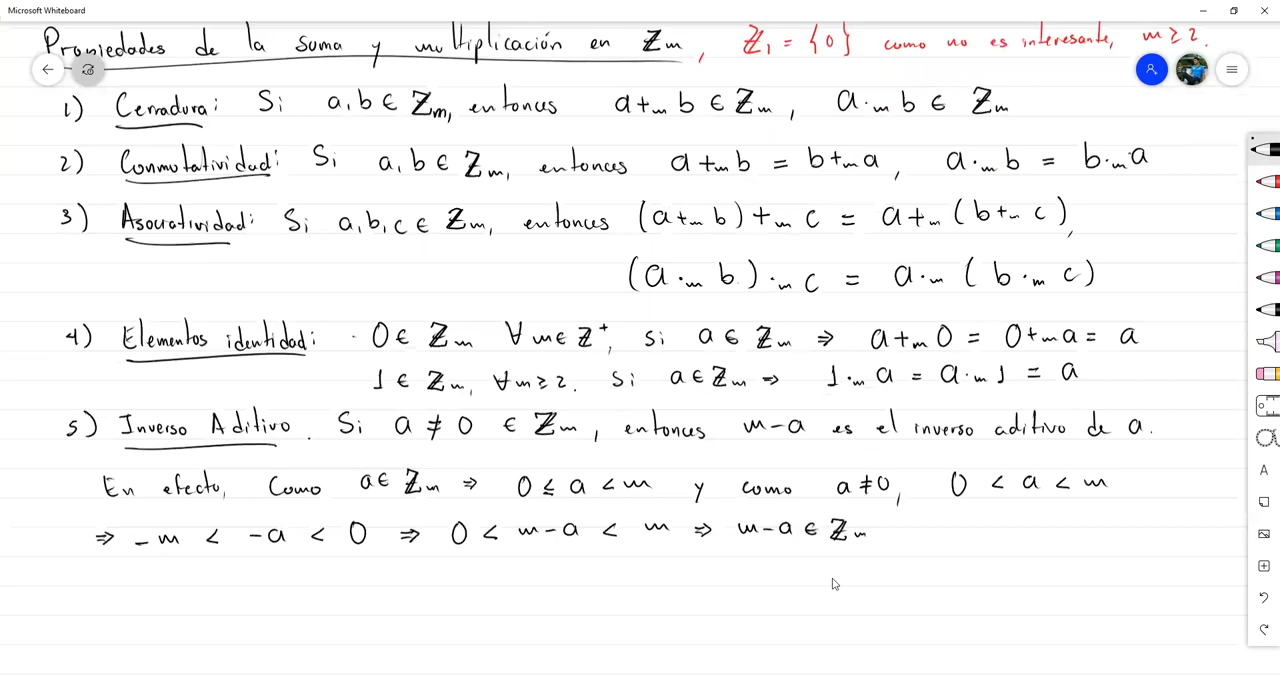 Microsoft Whiteboard
Propiedades de la suma y multiplicación en ℤm, ℤ₁ = {0} como no es interesante, m ≥ 2.
1) Cerradura: Si a, b ∈ ℤm, entonces a +m b ∈ ℤm, a ·m b ∈ ℤm
2) Conmutatividad: Si a, b ∈ ℤm, entonces a +m b = b +m a, a ·m b = b ·m a
3) Asociatividad: Si a, b, c ∈ ℤm, entonces (a +m b) +m c = a +m (b +m c),
(a ·m b) ·m c = a ·m (b ·m c)
4) Elementos identidad: · 0 ∈ ℤm ∀ m ∈ ℤ⁺, si a ∈ ℤm ⇒ a +m 0 = 0 +m a = a
1 ∈ ℤm, ∀ m ≥ 2. Si a ∈ ℤm ⇒ 1 ·m a = a ·m 1 = a
5) Inverso Aditivo. Si a ≠ 0 ∈ ℤm, entonces m - a es el inverso aditivo de a.
En efecto, Como a ∈ ℤm ⇒ 0 ≤ a < m y como a ≠ 0, 0 < a < m
⇒ -m < -a < 0 ⇒ 0 < m - a < m ⇒ m - a ∈ ℤm
A